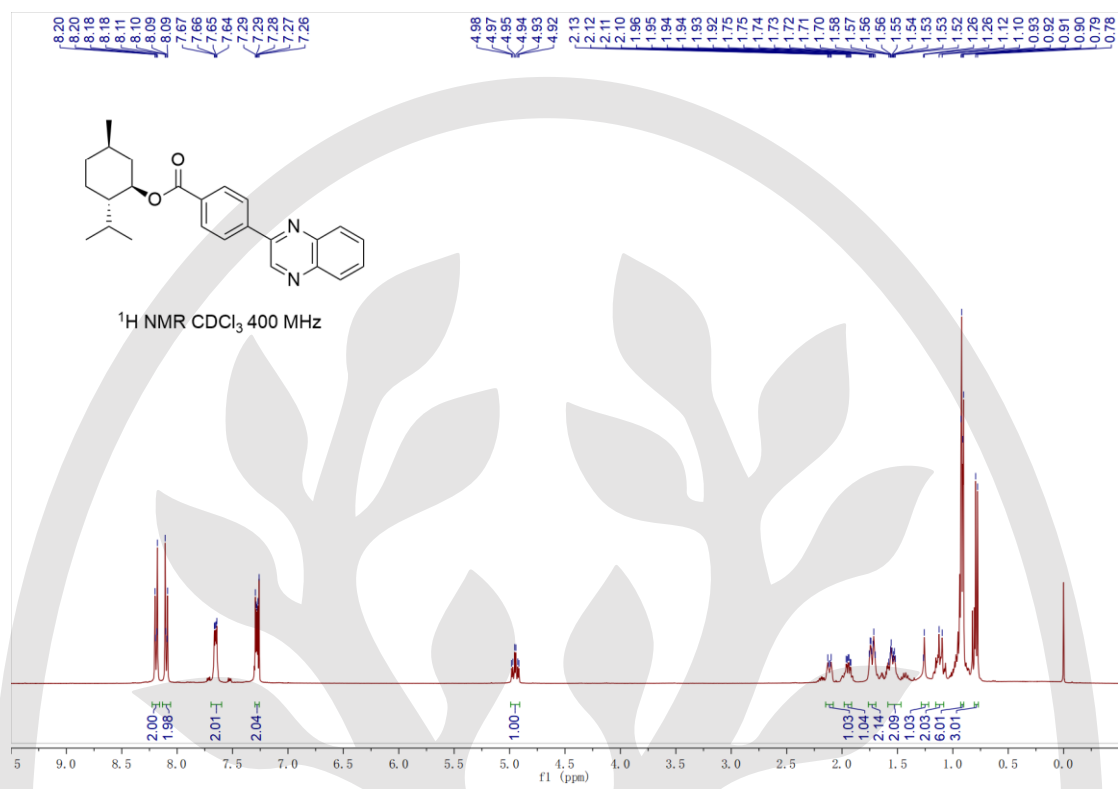 8.20 8.20 8.18 8.18 8.11 8.10 8.09 8.09 7.67 7.66 7.65 7.64 7.29 7.29 7.28 7.27 7.26 4.98 4.97 4.95 4.94 4.93 4.92 2.13 2.12 2.11 2.10 1.96 1.95 1.94 1.94 1.93 1.92 1.75 1.75 1.74 1.73 1.72 1.71 1.70 1.58 1.57 1.56 1.56 1.55 1.54 1.53 1.53 1.52 1.26 1.26 1.12 1.10 0.93 0.92 0.91 0.90 0.79 0.78
O
O
N
N
¹H NMR CDCl₃ 400 MHz
2.00 1.98 2.01 2.04 1.00 1.03 1.04 2.14 2.09 1.03 2.03 6.01 3.01
5 9.0 8.5 8.0 7.5 7.0 6.5 6.0 5.5 5.0 4.5 4.0 3.5 3.0 2.5 2.0 1.5 1.0 0.5 0.0
f1 (ppm)